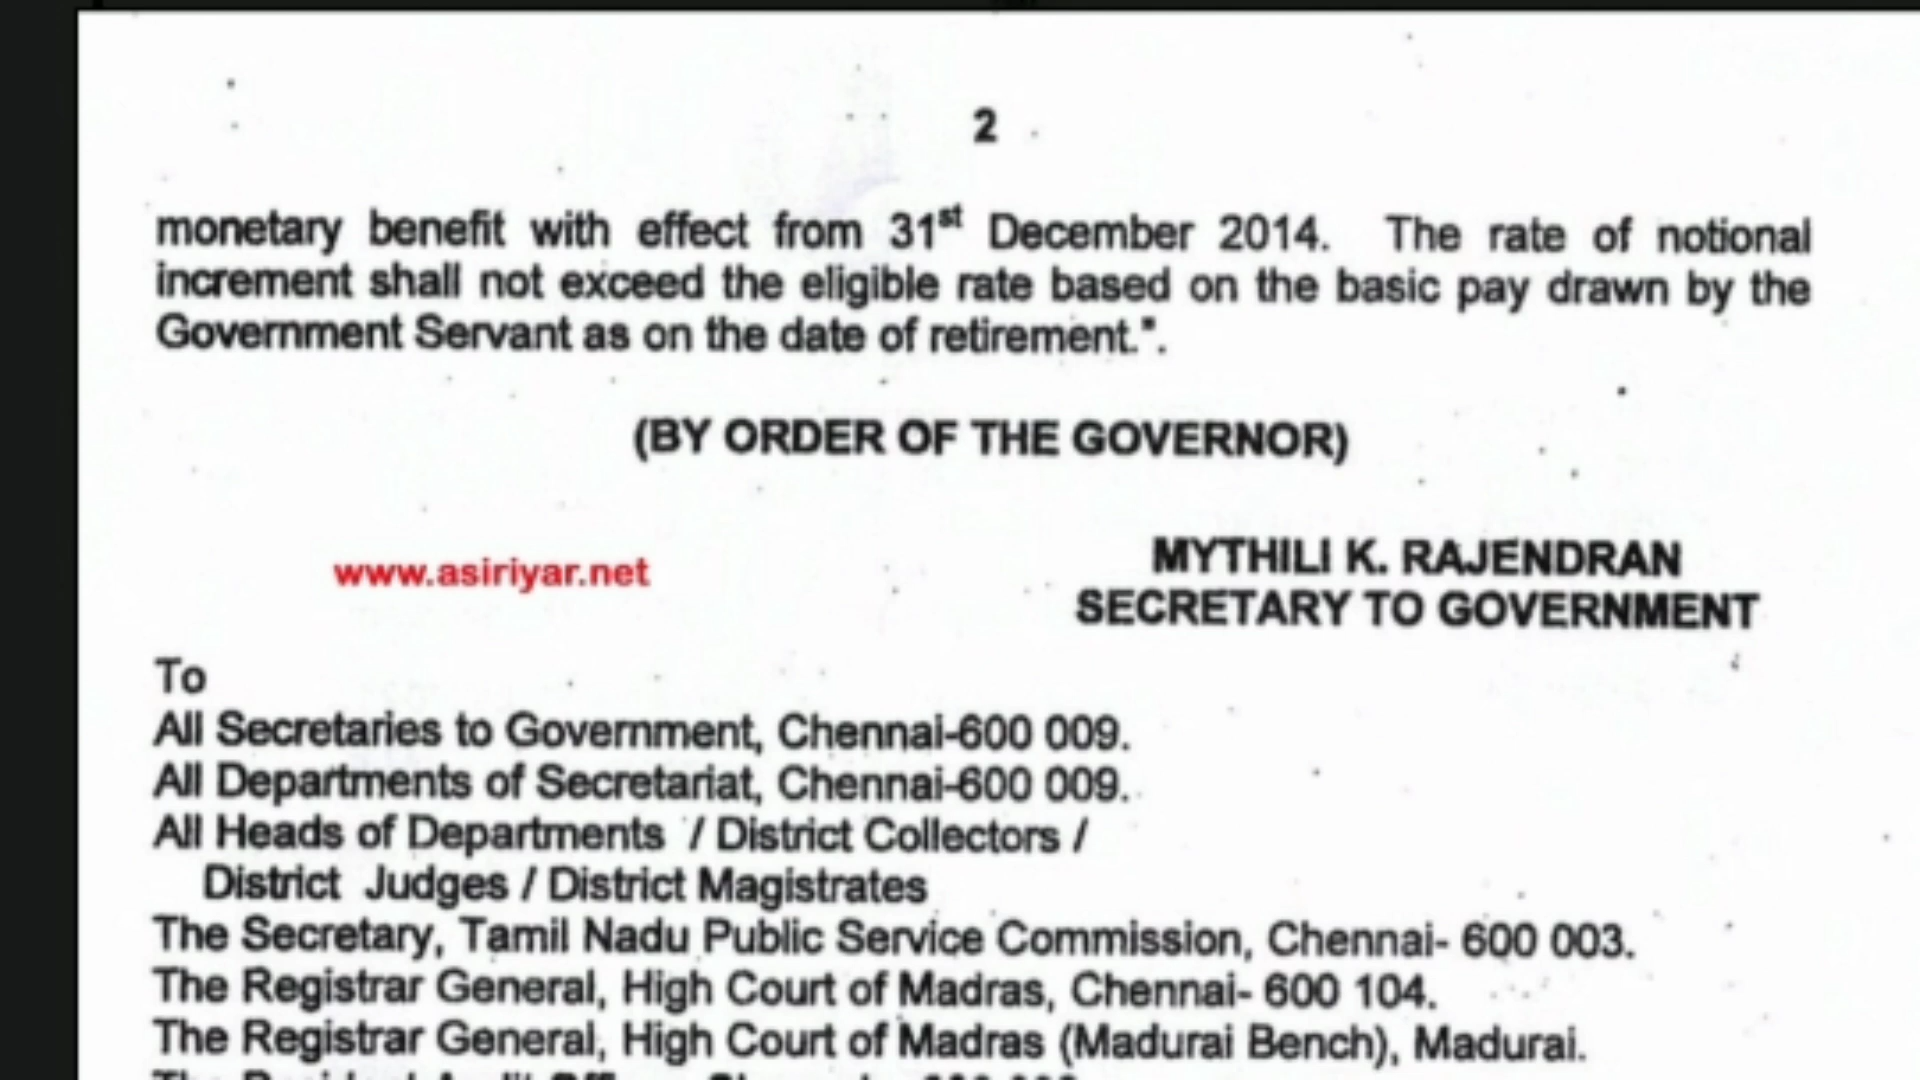 2
monetary benefit with effect from 31st December 2014. The rate of notional
increment shall not exceed the eligible rate based on the basic pay drawn by the
Government Servant as on the date of retirement.".
(BY ORDER OF THE GOVERNOR)
www.asiriyar.net
MYTHILI K. RAJENDRAN
SECRETARY TO GOVERNMENT
To
All Secretaries to Government, Chennai-600 009.
All Departments of Secretariat, Chennai-600 009.
All Heads of Departments / District Collectors /
District Judges / District Magistrates
The Secretary, Tamil Nadu Public Service Commission, Chennai- 600 003.
The Registrar General, High Court of Madras, Chennai- 600 104.
The Registrar General, High Court of Madras (Madurai Bench), Madurai.